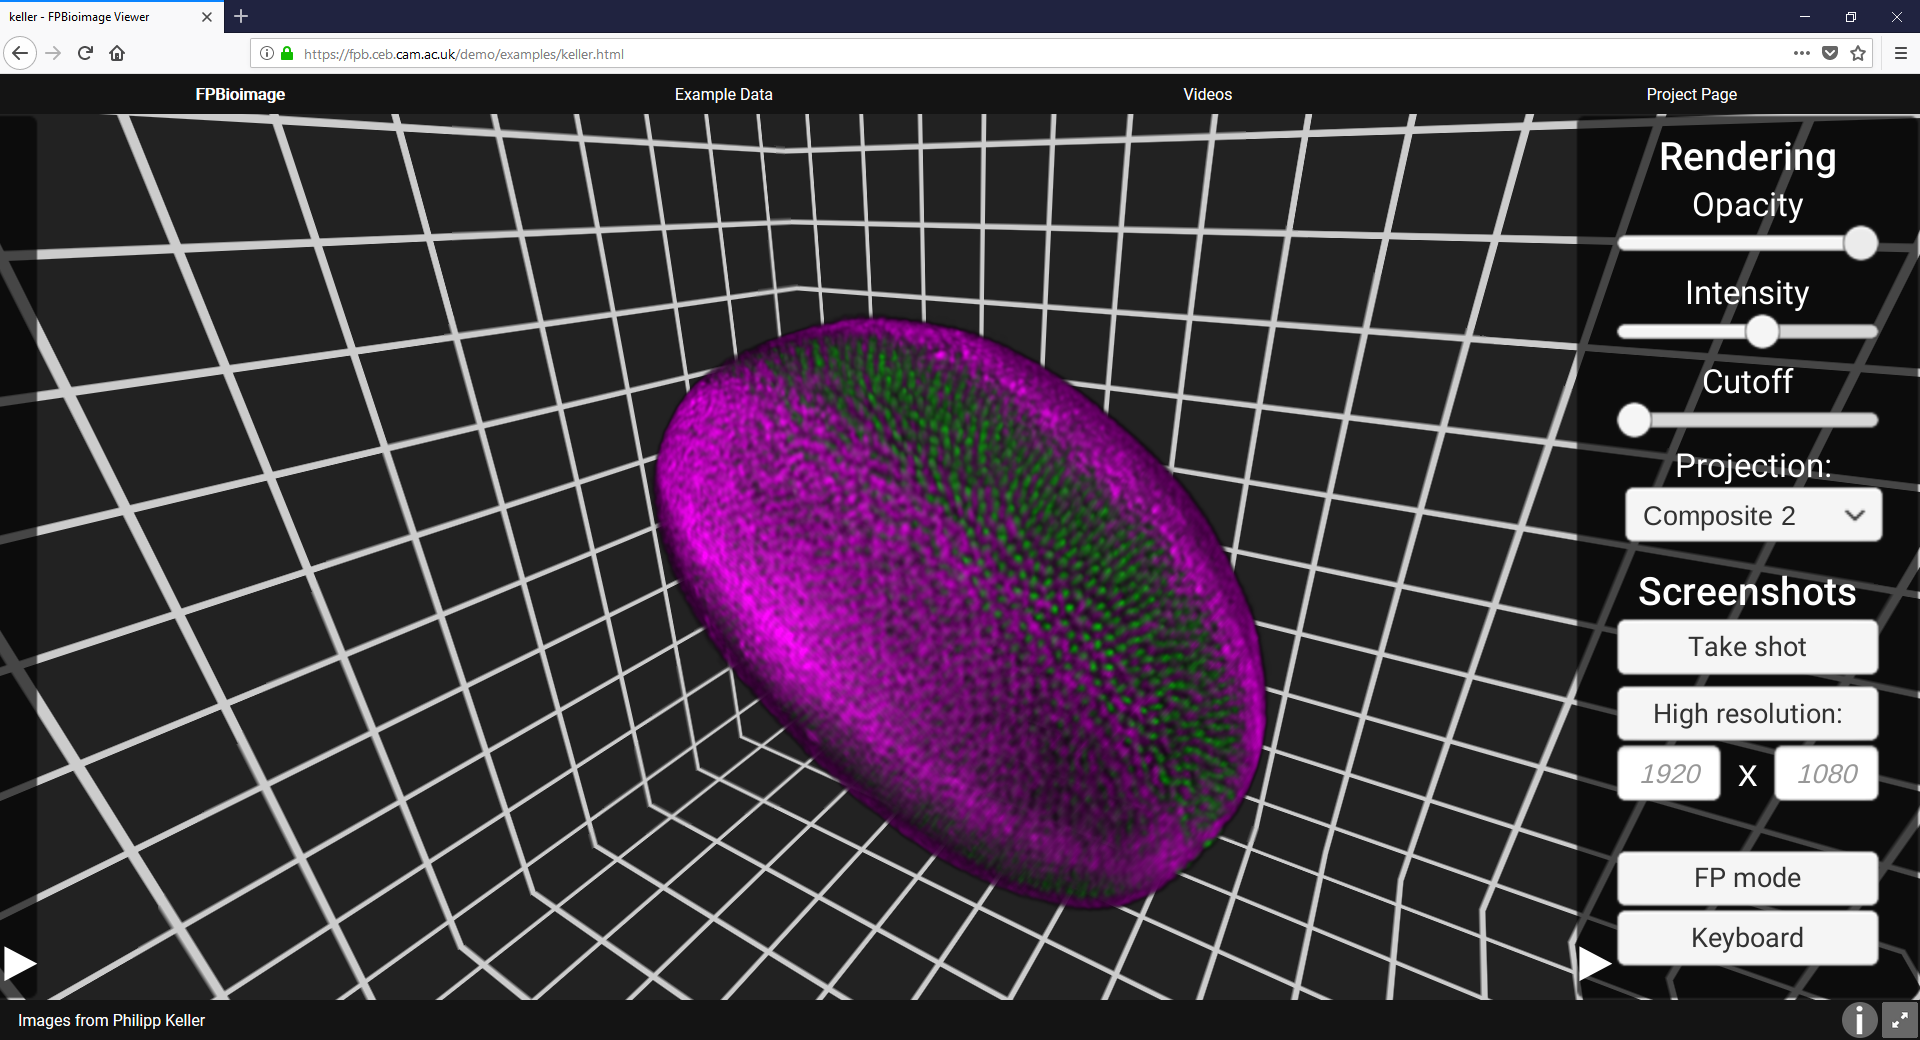 keller - FPBioimage Viewer
https://fpb.ceb.cam.ac.uk/demo/examples/keller.html
FPBioimage
Example Data
Videos
Project Page
Rendering
Opacity
Intensity
Cutoff
Projection:
Composite 2
Screenshots
Take shot
High resolution:
1920 X 1080
FP mode
Keyboard
Images from Philipp Keller